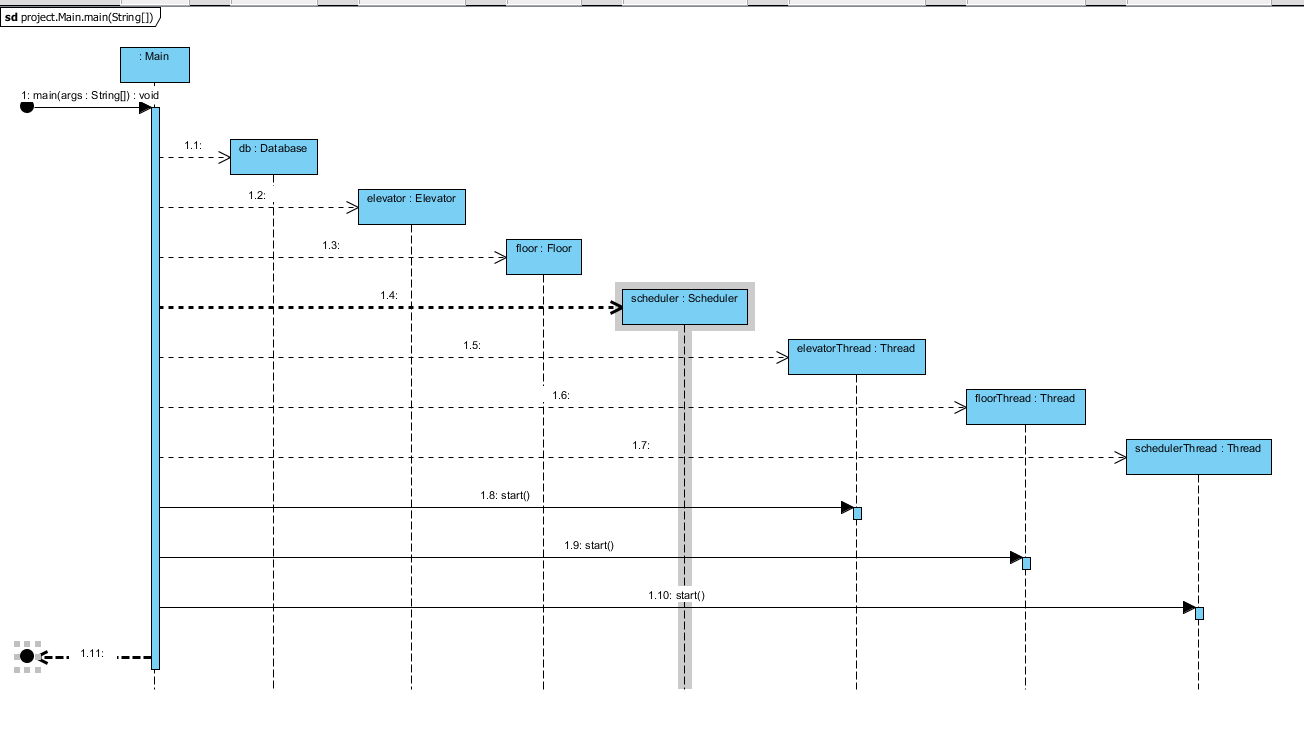 sd project.Main.main(String[])
: Main
1: main(args : String[]) : void
1.1:
db : Database
1.2:
elevator : Elevator
1.3:
floor : Floor
1.4:
scheduler : Scheduler
1.5:
elevatorThread : Thread
1.6:
floorThread : Thread
1.7:
schedulerThread : Thread
1.8: start()
1.9: start()
1.10: start()
1.11: